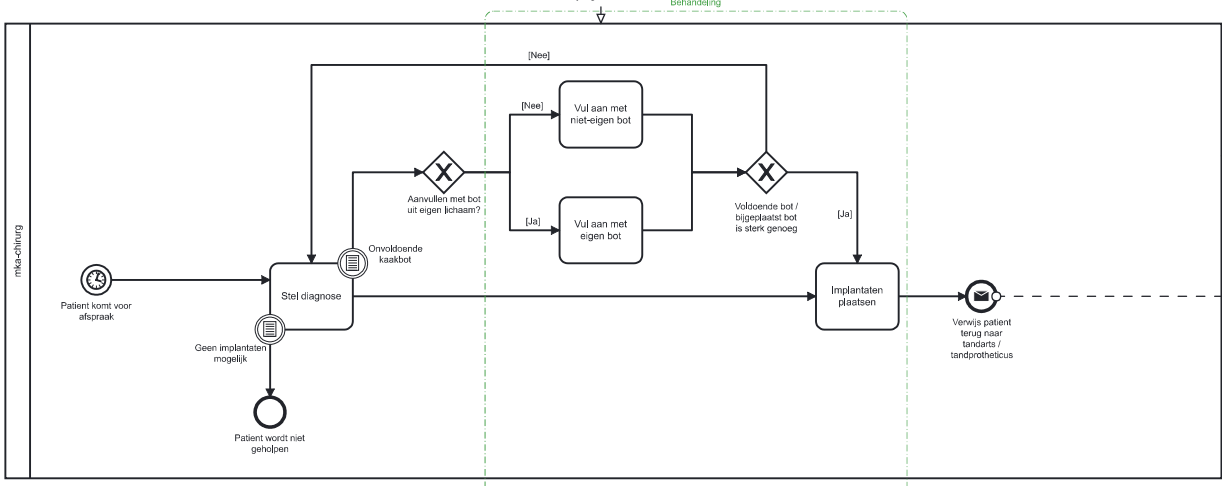 Behandeling
mka-chirurg
[Nee]
Vul aan met
niet-eigen bot
[Nee]
Aanvullen met bot
uit eigen lichaam?
[Ja]
Vul aan met
eigen bot
Voldoende bot /
bijgeplaatst bot
is sterk genoeg
[Ja]
Onvoldoende
kaakbot
Patient komt voor
afspraak
Stel diagnose
Geen implantaten
mogelijk
Patient wordt niet
geholpen
Implantaten
plaatsen
Verwijs patient
terug naar
tandarts /
tandprotheticus